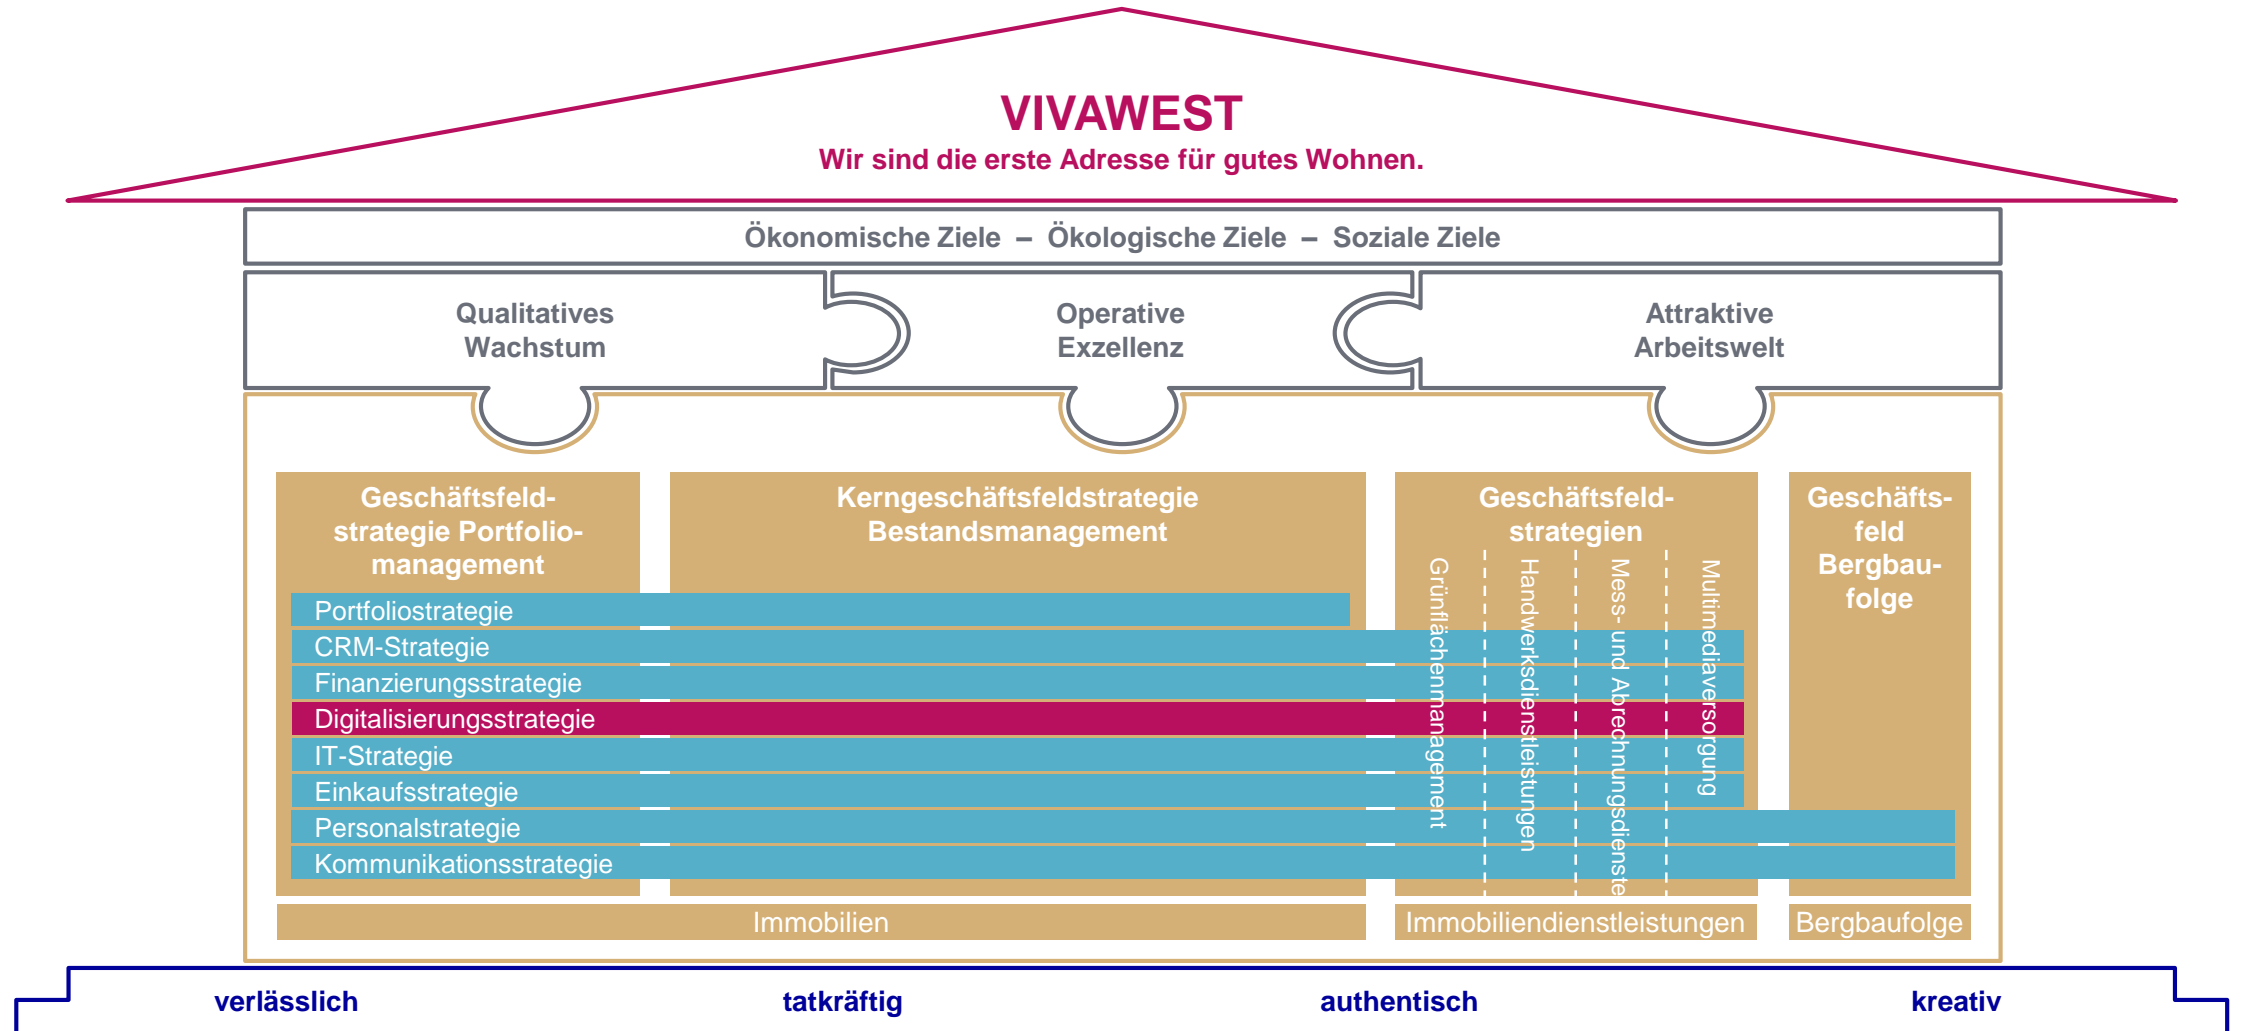 VIVAWEST
Wir sind die erste Adresse für gutes Wohnen.
Ökonomische Ziele – Ökologische Ziele – Soziale Ziele
Qualitatives
Wachstum
Operative
Exzellenz
Attraktive
Arbeitswelt
Geschäftsfeld-
strategie Portfolio-
management
Kerngeschäftsfeldstrategie
Bestandsmanagement
Geschäftsfeld-
strategien
Grünflächenmanagement
Handwerksdienstleistungen
Mess- und Abrechnungsdienste
Multimediaversorgung
Geschäfts-
feld
Bergbau-
folge
Portfoliostrategie
CRM-Strategie
Finanzierungsstrategie
Digitalisierungsstrategie
IT-Strategie
Einkaufsstrategie
Personalstrategie
Kommunikationsstrategie
Immobilien
Immobiliendienstleistungen
Bergbaufolge
verlässlich
tatkräftig
authentisch
kreativ